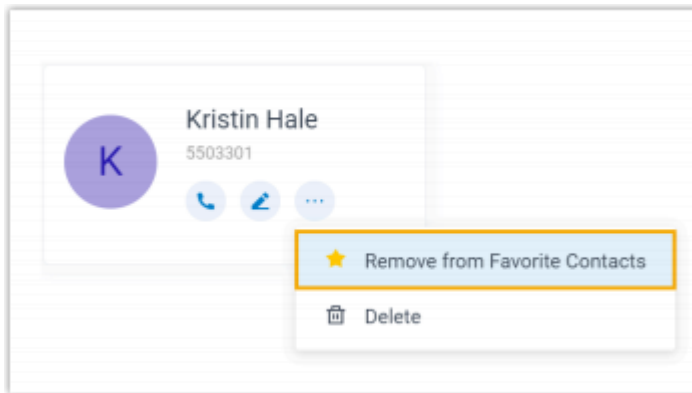 K
Kristin Hale
5503301
Remove from Favorite Contacts
Delete